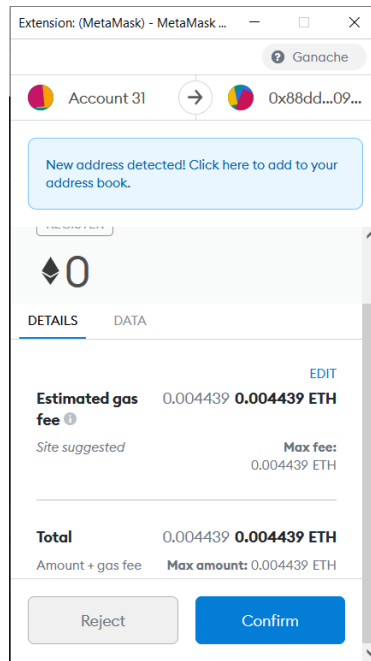 Extension: (MetaMask) - MetaMask ...
Ganache
Account 31
0x88dd...09...
New address detected! Click here to add to your
address book.
REGISTER
0
DETAILS DATA
EDIT
Estimated gas 0.004439 0.004439 ETH
fee
Site suggested Max fee:
0.004439 ETH
Total 0.004439 0.004439 ETH
Amount + gas fee Max amount: 0.004439 ETH
Reject Confirm